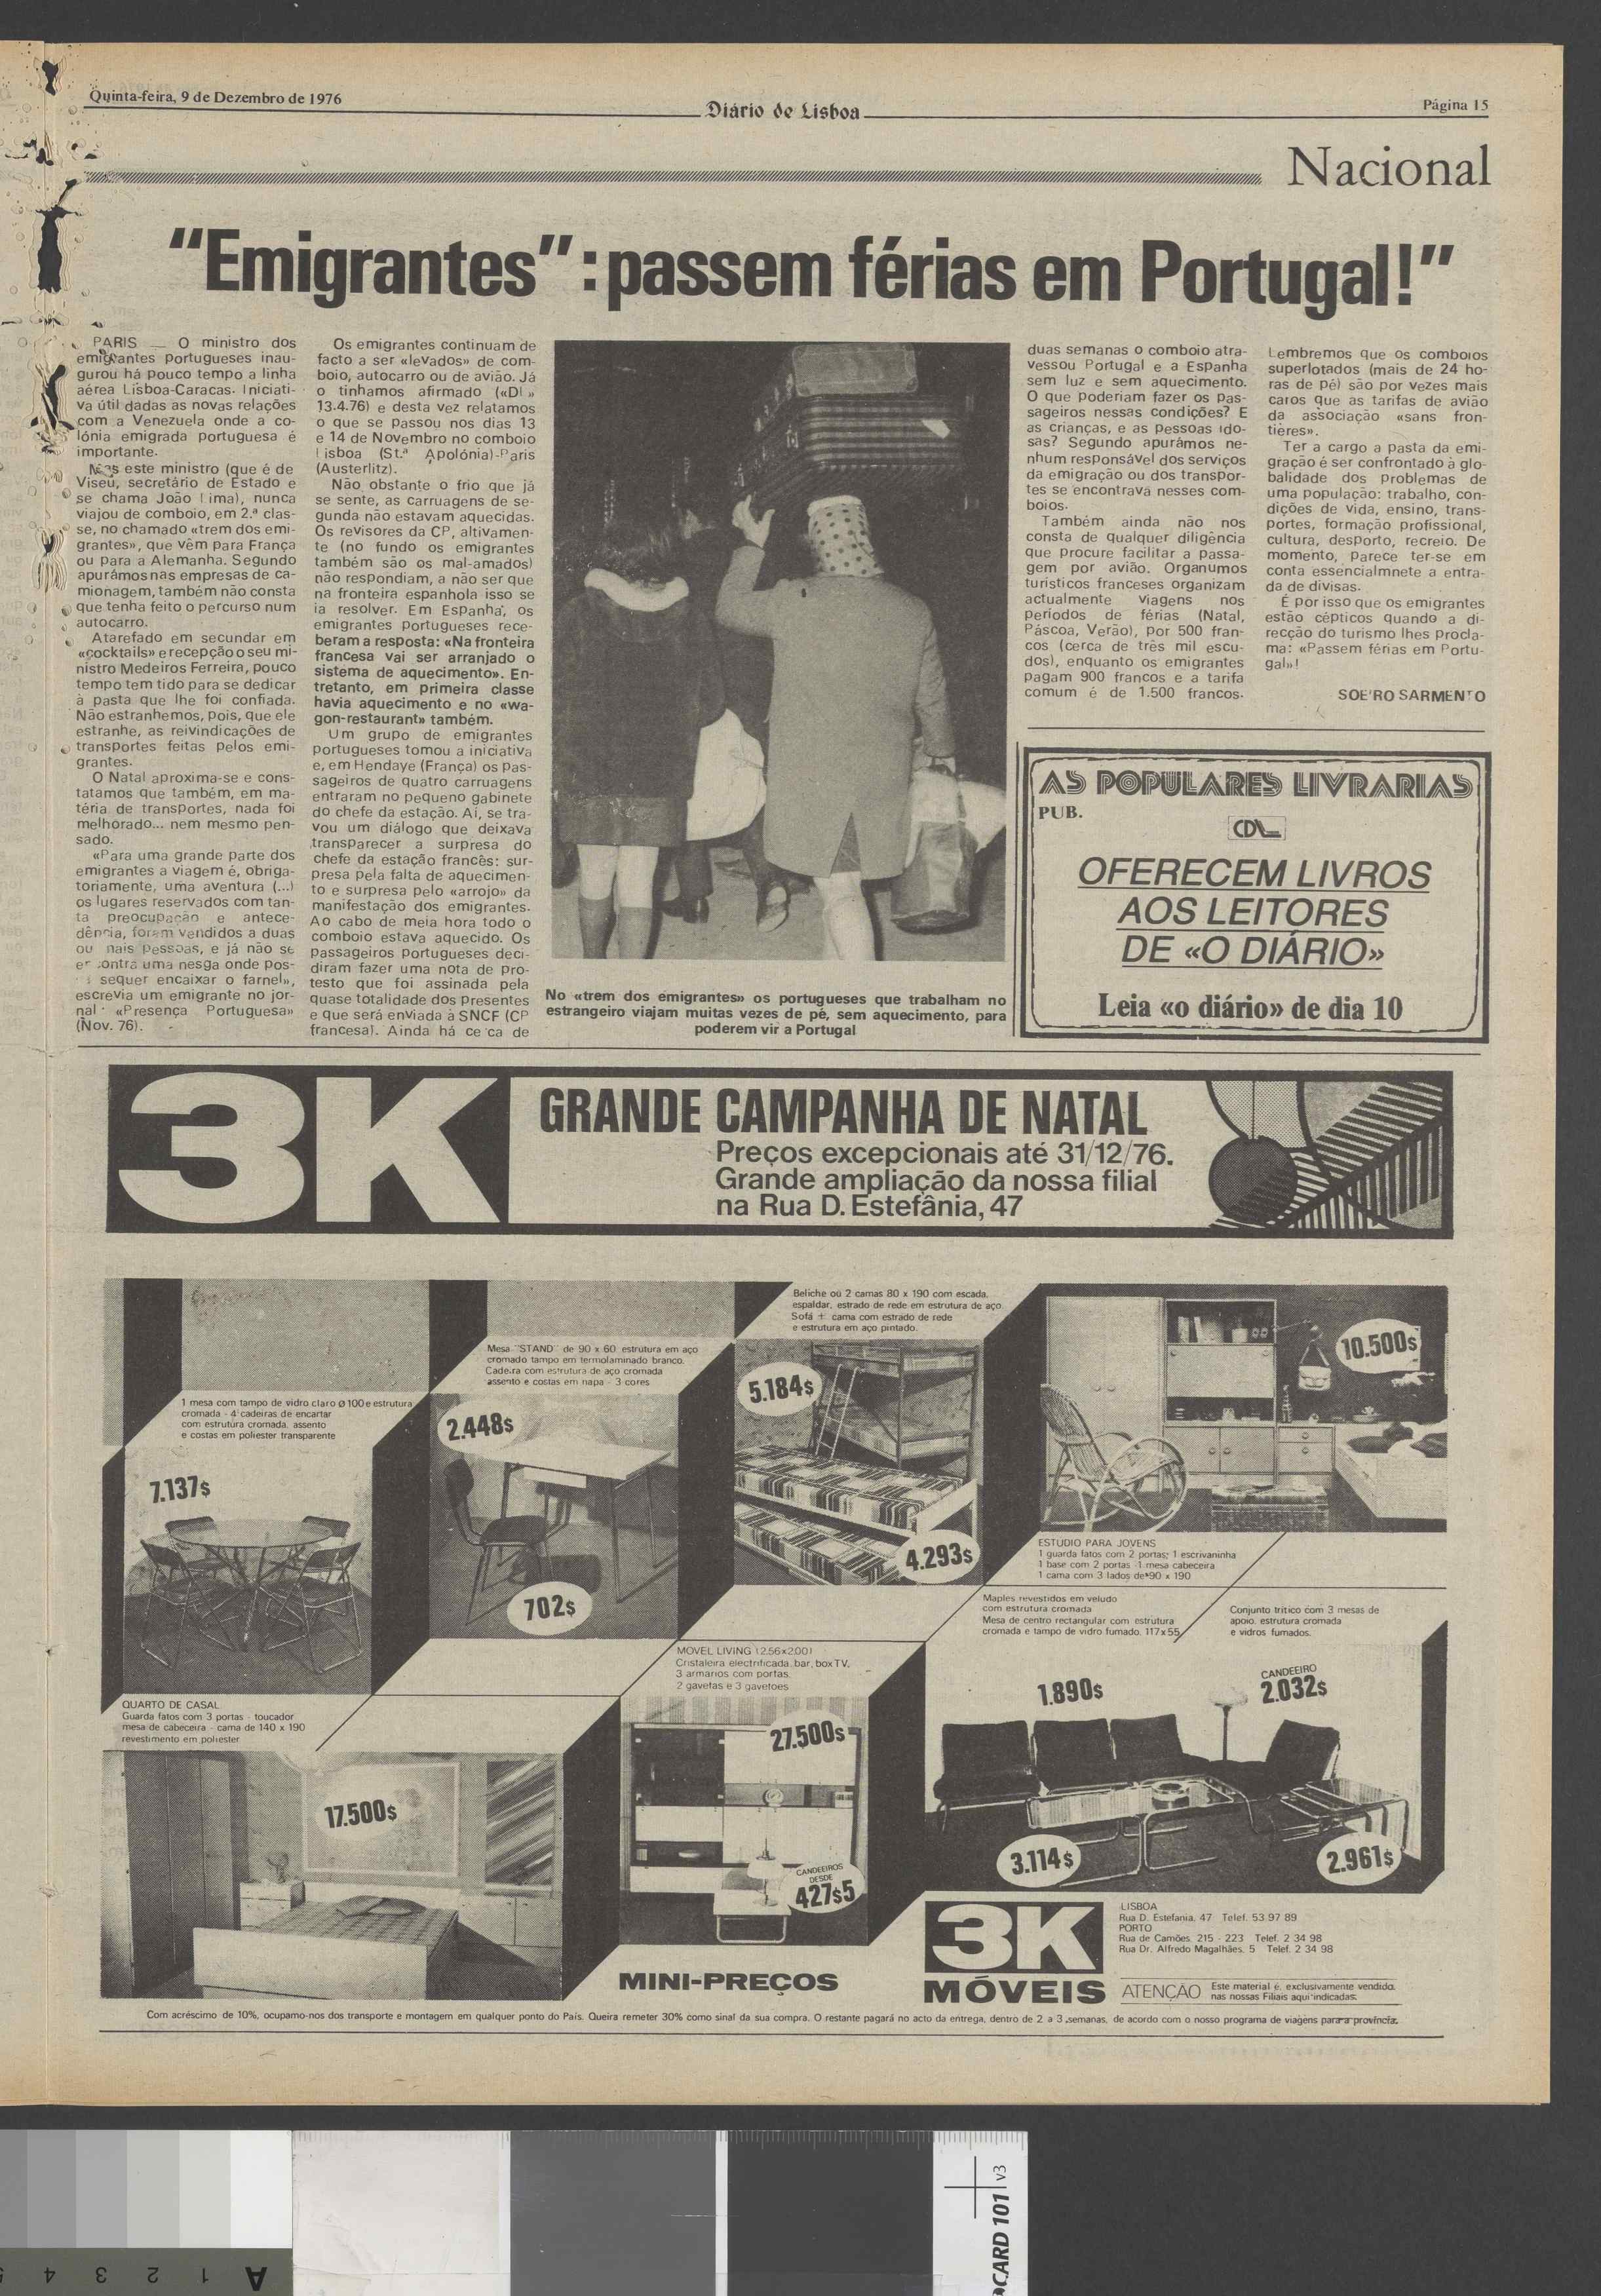 Quinta-feira, 9 de Dezembro de 1976
Diário de Lisboa
Página 15
Nacional
“Emigrantes”: passem férias em Portugal!”
PARIS — O ministro dos
emigrantes portugueses inau-
gurou há pouco tempo a linha
aérea Lisboa-Caracas. Iniciati-
va útil dadas as novas relações
com a Venezuela onde a co-
lónia emigrada portuguesa é
importante.
Mas este ministro (que é de
Viseu, secretário de Estado e
se chama João Lima), nunca
viajou de comboio, em 2.ª clas-
se, no chamado «trem dos emi-
grantes», que vêm para França
ou para a Alemanha. Segundo
apurámos nas empresas de ca-
mionagem, também não consta
que tenha feito o percurso num
autocarro.
Atarefado em secundar em
«cocktails» e recepção o seu mi-
nistro Medeiros Ferreira, pouco
tempo tem tido para se dedicar
à pasta que lhe foi confiada.
Não estranhemos, pois, que ele
estranhe, as reivindicações de
transportes feitas pelos emi-
grantes.
O Natal aproxima-se e cons-
tatamos que também, em ma-
téria de transportes, nada foi
melhorado... nem mesmo pen-
sado.
«Para uma grande parte dos
emigrantes a viagem é, obriga-
toriamente, uma aventura (...)
os lugares reservados com tan-
ta preocupação e antece-
dência, foram vendidos a duas
ou mais pessoas, e já não se
encontra uma nesga onde pos-
sequer encaixar o farnel»,
escrevia um emigrante no jor-
nal «Presença Portuguesa»
(Nov. 76).
Os emigrantes continuam de
facto a ser «levados» de com-
boio, autocarro ou de avião. Já
o tinhamos afirmado («DL»
13.4.76) e desta vez relatamos
o que se passou nos dias 13
e 14 de Novembro no comboio
Lisboa (St.ª Apolónia)-Paris
(Austerlitz).
Não obstante o frio que já
se sente, as carruagens de se-
gunda não estavam aquecidas.
Os revisores da CP, altivamen-
te (no fundo os emigrantes
também são os mal-amados)
não respondiam, a não ser que
na fronteira espanhola isso se
ia resolver. Em Espanha, os
emigrantes portugueses rece-
beram a resposta: «Na fronteira
francesa vai ser arranjado o
sistema de aquecimento». En-
tretanto, em primeira classe
havia aquecimento e no «wa-
gon-restaurant» também.
Um grupo de emigrantes
portugueses tomou a iniciativa
e, em Hendaye (França) os pas-
sageiros de quatro carruagens
entraram no pequeno gabinete
do chefe da estação. Aí, se tra-
vou um diálogo que deixava
transparecer a surpresa do
chefe da estação francês: sur-
presa pela falta de aquecimen-
to e surpresa pelo «arrojo» da
manifestação dos emigrantes.
Ao cabo de meia hora todo o
comboio estava aquecido. Os
passageiros Portugueses deci-
diram fazer uma nota de pro-
testo que foi assinada pela
quase totalidade dos presentes
e que será enViada à SNCF (CP
francesa). Ainda há ce ca de
No «trem dos emigrantes» os portugueses que trabalham no
estrangeiro viajam muitas vezes de pé, sem aquecimento, para
poderem vir a Portugal
duas semanas o comboio atra-
vessou Portugal e a Espanha
sem luz e sem aquecimento.
O que poderiam fazer os pas-
sageiros nessas condições? E
as crianças, e as pessoas ido-
sas? Segundo apurámos ne-
nhum responsável dos serviços
da emigração ou dos transpor-
tes se encontrava nesses com-
boios.
Também ainda não nos
consta de qualquer diligência
que procure facilitar a passa-
gem por avião. Organumos
turísticos franceses organizam
actualmente viagens nos
períodos de férias (Natal,
Páscoa, Verão), por 500 fran-
cos (cerca de três mil escu-
dos), enquanto os emigrantes
pagam 900 francos e a tarifa
comum é de 1.500 francos.
Lembremos que os comboios
superlotados (mais de 24 ho-
ras de pé) são por vezes mais
caros que as tarifas de avião
da associação «sans fron-
tières».
Ter a cargo a pasta da emi-
gração é ser confrontado à glo-
balidade dos problemas de
uma população: trabalho, con-
dições de vida, ensino, trans-
portes, formação profissional,
cultura, desporto, recreio. De
momento, parece ter-se em
conta essencialmnete a entra-
da de divisas.
É por isso que os emigrantes
estão cépticos quando a di-
recção do turismo lhes procla-
ma: «Passem férias em Portu-
gal»!
SOE'RO SARMENTO
AS POPULARES LIVRARIAS
PUB.
CDL
OFERECEM LIVROS
AOS LEITORES
DE «O DIÁRIO»
Leia «o diário» de dia 10
3K
GRANDE CAMPANHA DE NATAL
Preços excepcionais até 31/12/76.
Grande ampliação da nossa filial
na Rua D. Estefânia, 47
Beliche ou 2 camas 80 x 190 com escada,
espaldar, estrado de rede em estrutura de aço.
Sofá + cama com estrado de rede
e estrutura em aço pintado.
Mesa "STAND" de 90 x 60 estrutura em aço
cromado tampo em termolaminado branco.
Cadeira com estrutura de aço cromada
assento e costas em napa - 3 cores
1 mesa com tampo de vidro claro ø 100 e estrutura
cromada - 4 cadeiras de encartar
com estrutura cromada, assento
e costas em poliester transparente
10.500$
5.184$
2.448$
7.137$
4.293$
702$
ESTUDIO PARA JOVENS
1 guarda fatos com 2 portas; 1 escrivaninha
1 base com 2 portas 1 mesa cabeceira
1 cama com 3 lados de 90 x 190
Maples revestidos em veludo
com estrutura cromada
Mesa de centro rectangular com estrutura
cromada e tampo de vidro fumado, 117x55
Conjunto tritico com 3 mesas de
apoio, estrutura cromada
e vidros fumados.
MOVEL LIVING (2.56x2.00)
Cristaleira electrificada, bar, box TV,
3 armarios com portas,
2 gavetas e 3 gavetoes
QUARTO DE CASAL
Guarda fatos com 3 portas - toucador
mesa de cabeceira - cama de 140 x 190
revestimento em poliester
1.890$
CANDEEIRO
2.032$
27.500$
17.500$
3.114$
2.961$
CANDEEIROS
DESDE
427$5
MINI-PREÇOS
3K
MÓVEIS
LISBOA
Rua D. Estefania, 47 Telef. 53 97 89
PORTO
Rua de Camões, 215 - 223 Telef. 2 34 98
Rua Dr. Alfredo Magalhães, 5 Telef. 2 34 98
ATENÇÃO
Este material é, exclusivamente vendido,
nas nossas Filiais aqui indicadas.
Com acréscimo de 10%, ocupamo-nos dos transporte e montagem em qualquer ponto do País. Queira remeter 30% como sinal da sua compra. O restante pagará no acto da entrega, dentro de 2 a 3 semanas, de acordo com o nosso programa de viagens para a província.
A 1 2 3 4
CARD 101 v3